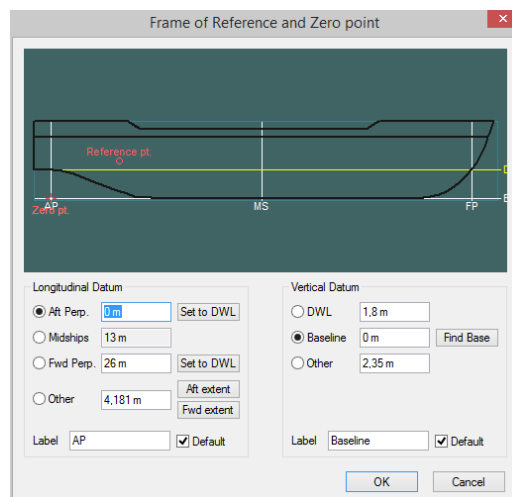 Frame of Reference and Zero point
Reference pt.
D
B
Zero pt.
AP
MS
FP
Longitudinal Datum
Aft Perp.
0 m
Set to DWL
Midships
13 m
Fwd Perp.
26 m
Set to DWL
Other
4,181 m
Aft extent
Fwd extent
Label
AP
Default
Vertical Datum
DWL
1,8 m
Baseline
0 m
Find Base
Other
2,35 m
Label
Baseline
Default
OK
Cancel